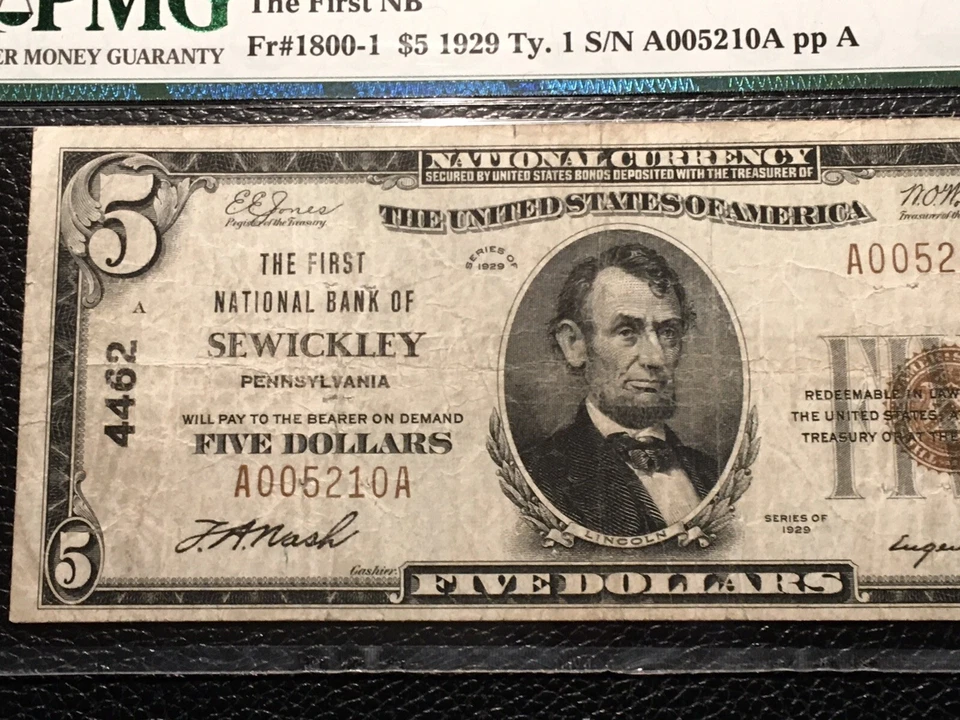 PMG
The First NB
ER MONEY GUARANTY
Fr#1800-1 $5 1929 Ty. 1 S/N A005210A pp A
NATIONAL CURRENCY
SECURED BY UNITED STATES BONDS DEPOSITED WITH THE TREASURER OF
THE UNITED STATES OF AMERICA
5
E E Jones
Register of the Treasury
Treasurer of the
SERIES OF
1929
A0052
THE FIRST
NATIONAL BANK OF
A
SEWICKLEY
PENNSYLVANIA
4462
WILL PAY TO THE BEARER ON DEMAND
FIVE DOLLARS
A005210A
REDEEMABLE IN LAW
THE UNITED STATES
TREASURY OR AT THE
F. A. Nash
Cashier
LINCOLN
SERIES OF
1929
Eugen
5
FIVE DOLLARS